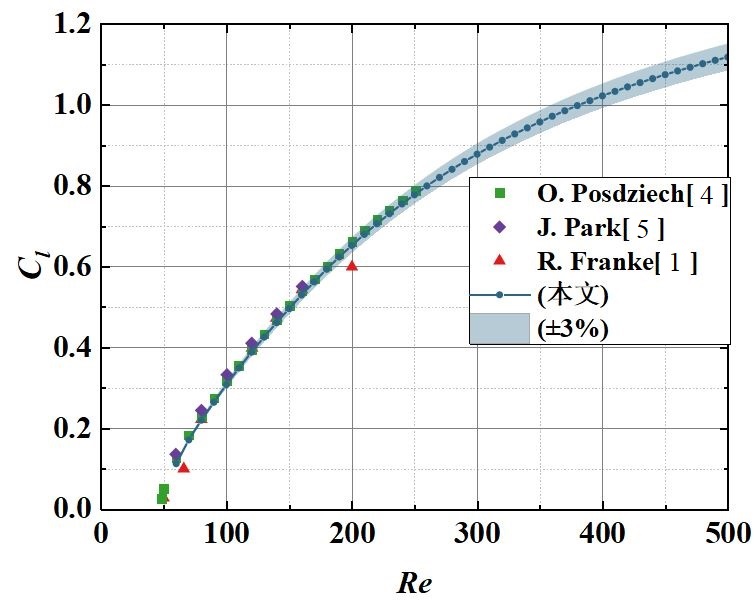 1.2
1.0
0.8
0.6
0.4
0.2
0.0
C_l
O. Posdziech[ 4 ]
J. Park[ 5 ]
R. Franke[ 1 ]
(本文)
(±3%)
0 100 200 300 400 500
Re